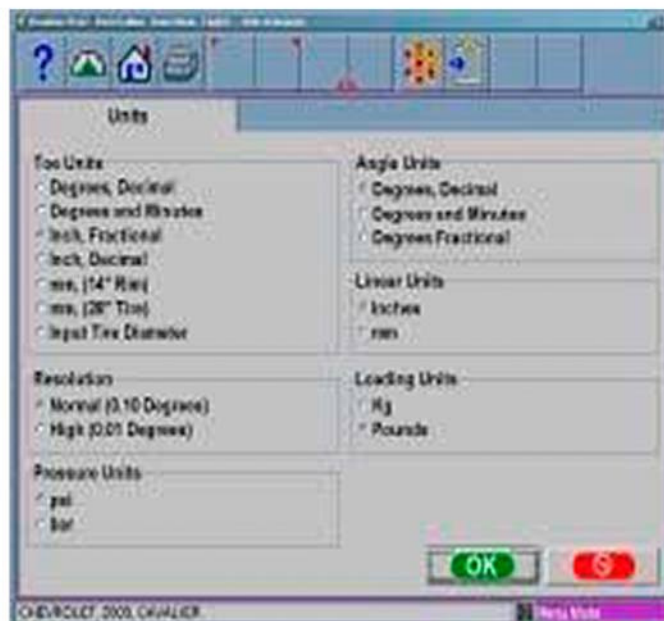 Units
Toe Units
Degrees, Decimal
Degrees and Minutes
Inch, Fractional
Inch, Decimal
mm, (14" Rim)
mm, (28" Tire)
Input Tire Diameter
Resolution
Normal (0.10 Degrees)
High (0.01 Degrees)
Pressure Units
psi
bar
Angle Units
Degrees, Decimal
Degrees and Minutes
Degrees Fractional
Linear Units
Inches
mm
Loading Units
Kg
Pounds
OK
CHEVROLET, CAVALIER